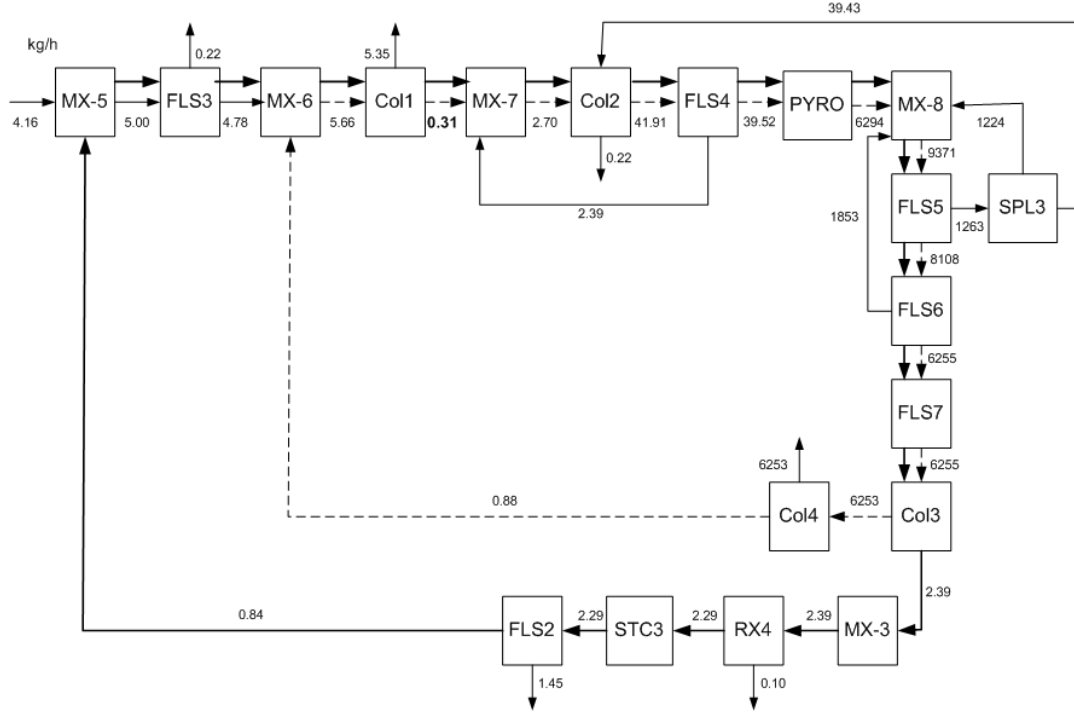 39.43
kg/h
0.22
5.35
MX-5
FLS3
MX-6
Col1
MX-7
Col2
FLS4
PYRO
MX-8
4.16
5.00
4.78
5.66
0.31
2.70
41.91
39.52
6294
1224
0.22
9371
2.39
1853
FLS5
1263
SPL3
8108
FLS6
6255
FLS7
6253
6255
0.88
Col4
6253
Col3
2.39
0.84
FLS2
2.29
STC3
2.29
RX4
2.39
MX-3
1.45
0.10